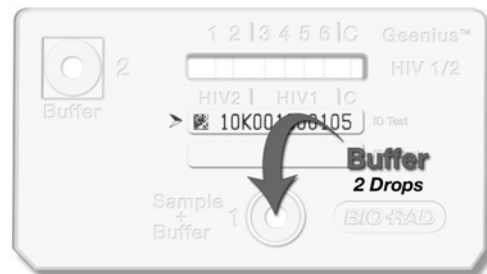 1 2 3 4 5 6 C Geenius™
2 HIV 1/2
Buffer HIV2 HIV1 C
10K001 00105 ID Test
Buffer
2 Drops
Sample
+ 1 BIO-RAD
Buffer